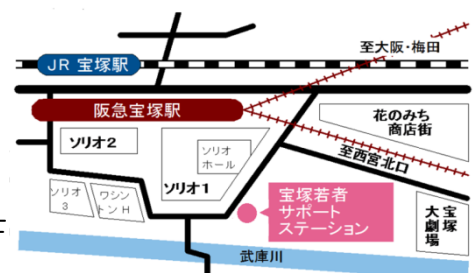 至大阪・梅田
JR 宝塚駅
阪急宝塚駅
花のみち
商店街
ソリオ2
ソリオ
ホール
至西宮北口
ソリオ1
ソリオ
3
ワシン
トンH
宝塚若者
サポート
ステーション
宝塚
大劇場
武庫川